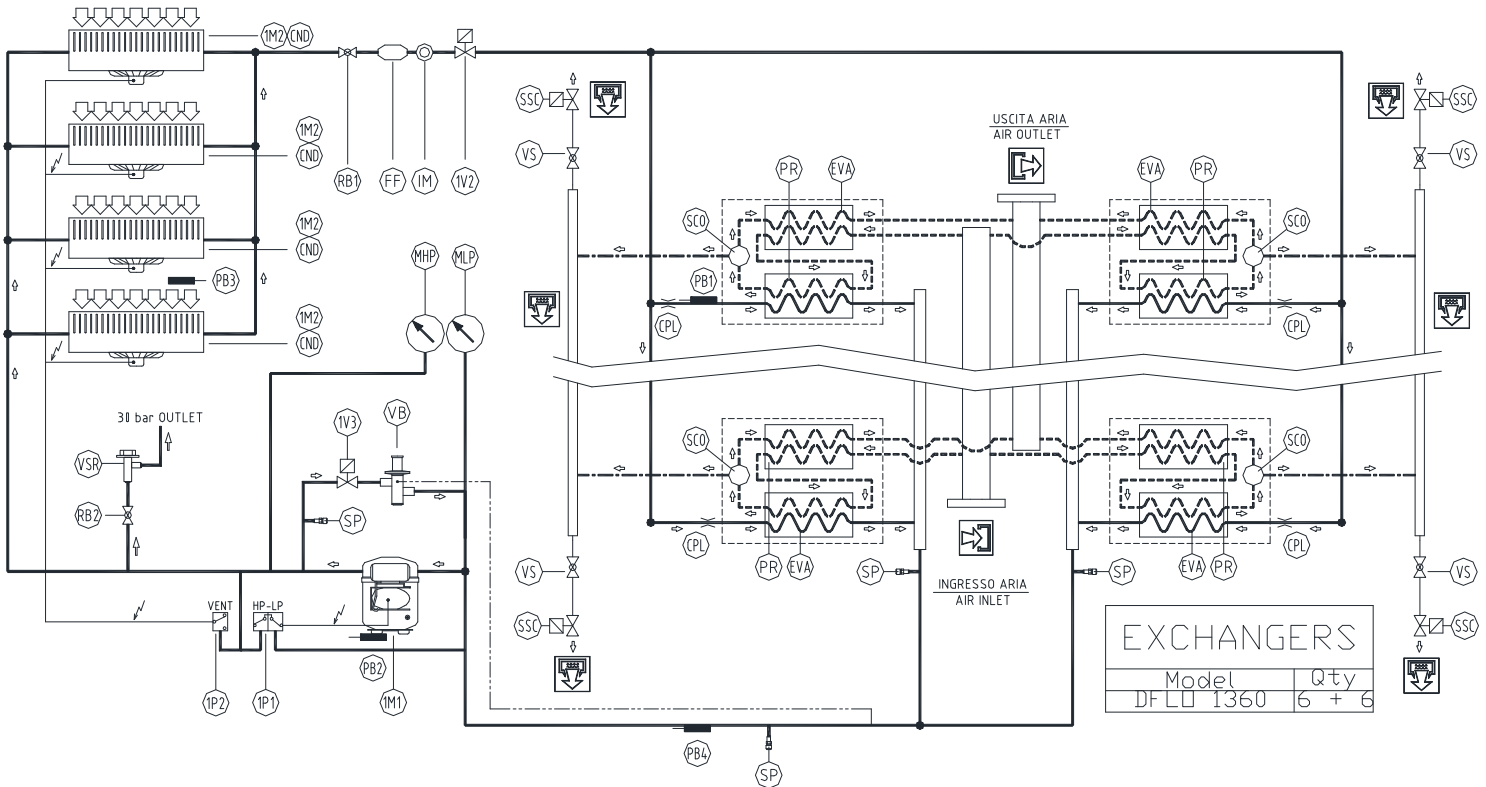 1M2 CND
1M2
CND
1M2
CND
PB3
1M2
CND
RB1 FF IM 1V2
MHP MLP
30 bar OUTLET
VSR
RB2
1V3 VB
SP
VENT HP-LP
1P2 1P1
PB2
1M1
SSC
VS
PR EVA
SCO
PB1
CPL
USCITA ARIA
AIR OUTLET
EVA PR
SCO
CPL
SSC
VS
SCO
CPL
PR EVA
SP
INGRESSO ARIA
AIR INLET
SP
SCO
CPL
EVA PR
VS
SSC
VS
SSC
PB4
SP
EXCHANGERS
Model Qty
DFLO 1360 6 + 6